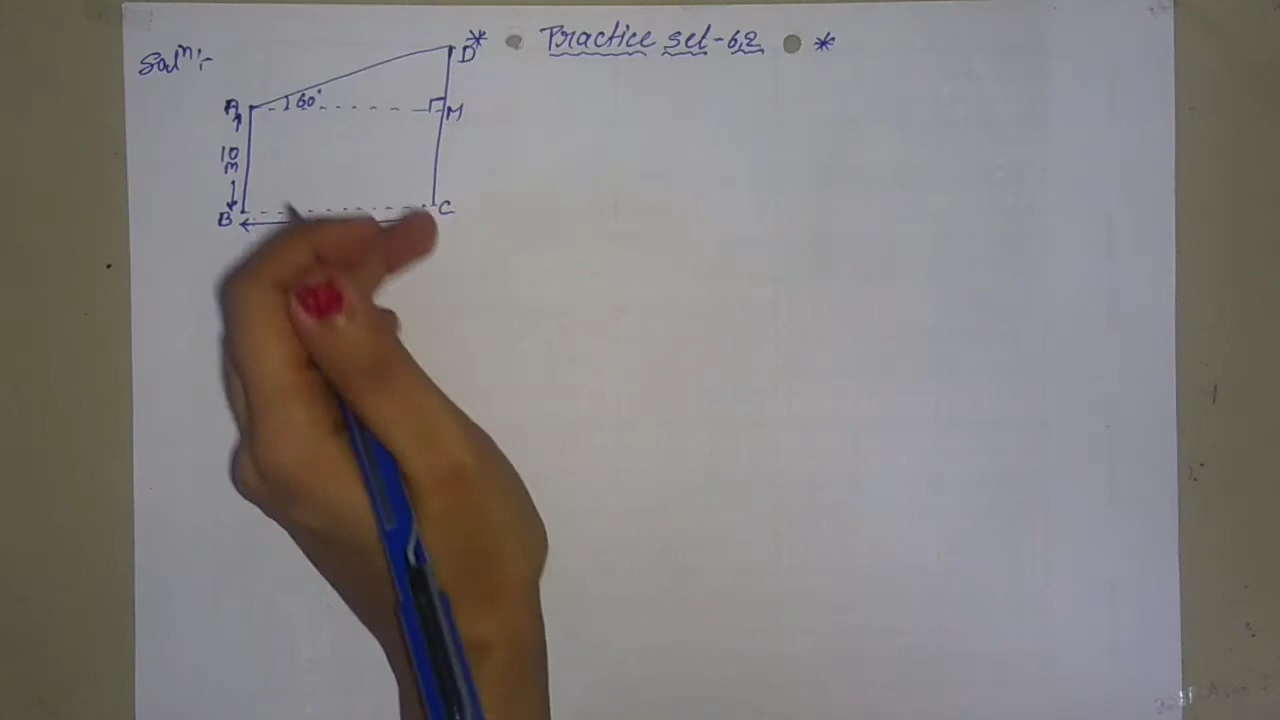 * Practice set-6.2 *
Solⁿ:-
D
A 60° M
10
m
B C